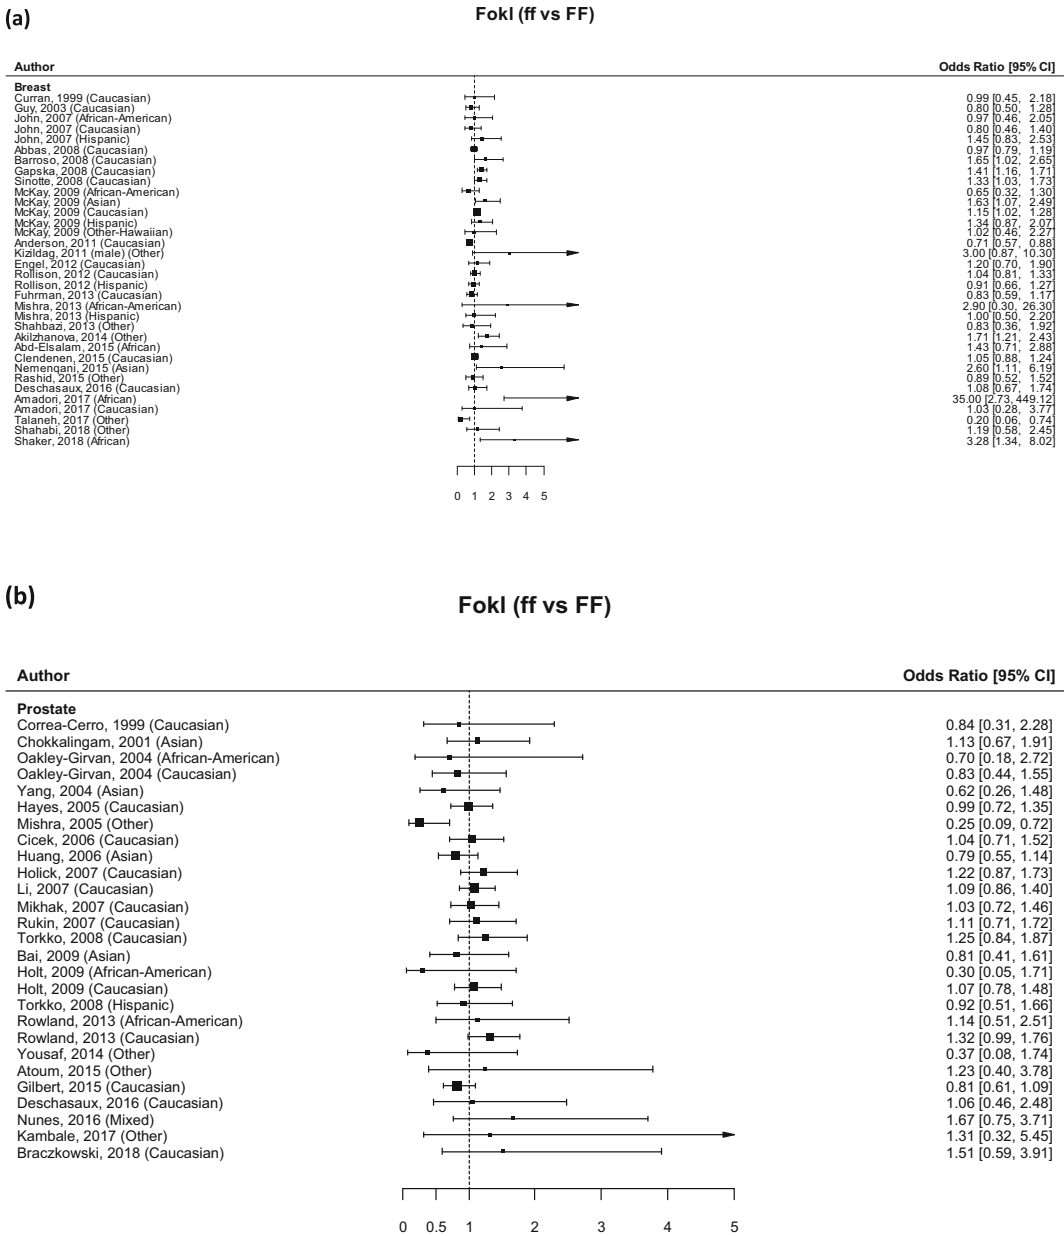 (a)
FokI (ff vs FF)
Author Odds Ratio [95% CI]
Breast
Curran, 1999 (Caucasian) 0.99 [0.45, 2.18]
Guy, 2003 (Caucasian) 0.80 [0.50, 1.28]
John, 2007 (African-American) 0.97 [0.46, 2.05]
John, 2007 (Caucasian) 0.80 [0.46, 1.40]
John, 2007 (Hispanic) 1.45 [0.83, 2.53]
Abbas, 2008 (Caucasian) 0.97 [0.79, 1.19]
Barroso, 2008 (Caucasian) 1.65 [1.02, 2.65]
Gapska, 2008 (Caucasian) 1.41 [1.16, 1.71]
Sinotte, 2008 (Caucasian) 1.33 [1.03, 1.73]
McKay, 2009 (African-American) 0.65 [0.32, 1.30]
McKay, 2009 (Asian) 1.63 [1.07, 2.49]
McKay, 2009 (Caucasian) 1.15 [1.02, 1.28]
McKay, 2009 (Hispanic) 1.34 [0.87, 2.07]
McKay, 2009 (Other-Hawaiian) 1.02 [0.46, 2.27]
Anderson, 2011 (Caucasian) 0.71 [0.57, 0.88]
Kizildag, 2011 (male) (Other) 3.00 [0.87, 10.30]
Engel, 2012 (Caucasian) 1.20 [0.70, 1.90]
Rollison, 2012 (Caucasian) 1.04 [0.81, 1.33]
Rollison, 2012 (Hispanic) 0.91 [0.66, 1.27]
Fuhrman, 2013 (Caucasian) 0.83 [0.59, 1.17]
Mishra, 2013 (African-American) 2.90 [0.30, 26.30]
Mishra, 2013 (Hispanic) 1.00 [0.50, 2.20]
Shahbazi, 2013 (Other) 0.83 [0.36, 1.92]
Akilzhanova, 2014 (Other) 1.71 [1.21, 2.43]
Abd-Elsalam, 2015 (African) 1.43 [0.71, 2.88]
Clendenen, 2015 (Caucasian) 1.05 [0.88, 1.24]
Nemenqani, 2015 (Asian) 2.60 [1.11, 6.19]
Rashid, 2015 (Other) 0.89 [0.52, 1.52]
Deschasaux, 2016 (Caucasian) 1.08 [0.67, 1.74]
Amadori, 2017 (African) 35.00 [2.73, 449.12]
Amadori, 2017 (Caucasian) 1.03 [0.28, 3.77]
Talaneh, 2017 (Other) 0.20 [0.06, 0.74]
Shahabi, 2018 (Other) 1.19 [0.58, 2.45]
Shaker, 2018 (African) 3.28 [1.34, 8.02]
0 1 2 3 4 5
(b)
FokI (ff vs FF)
Author Odds Ratio [95% CI]
Prostate
Correa-Cerro, 1999 (Caucasian) 0.84 [0.31, 2.28]
Chokkalingam, 2001 (Asian) 1.13 [0.67, 1.91]
Oakley-Girvan, 2004 (African-American) 0.70 [0.18, 2.72]
Oakley-Girvan, 2004 (Caucasian) 0.83 [0.44, 1.55]
Yang, 2004 (Asian) 0.62 [0.26, 1.48]
Hayes, 2005 (Caucasian) 0.99 [0.72, 1.35]
Mishra, 2005 (Other) 0.25 [0.09, 0.72]
Cicek, 2006 (Caucasian) 1.04 [0.71, 1.52]
Huang, 2006 (Asian) 0.79 [0.55, 1.14]
Holick, 2007 (Caucasian) 1.22 [0.87, 1.73]
Li, 2007 (Caucasian) 1.09 [0.86, 1.40]
Mikhak, 2007 (Caucasian) 1.03 [0.72, 1.46]
Rukin, 2007 (Caucasian) 1.11 [0.71, 1.72]
Torkko, 2008 (Caucasian) 1.25 [0.84, 1.87]
Bai, 2009 (Asian) 0.81 [0.41, 1.61]
Holt, 2009 (African-American) 0.30 [0.05, 1.71]
Holt, 2009 (Caucasian) 1.07 [0.78, 1.48]
Torkko, 2008 (Hispanic) 0.92 [0.51, 1.66]
Rowland, 2013 (African-American) 1.14 [0.51, 2.51]
Rowland, 2013 (Caucasian) 1.32 [0.99, 1.76]
Yousaf, 2014 (Other) 0.37 [0.08, 1.74]
Atoum, 2015 (Other) 1.23 [0.40, 3.78]
Gilbert, 2015 (Caucasian) 0.81 [0.61, 1.09]
Deschasaux, 2016 (Caucasian) 1.06 [0.46, 2.48]
Nunes, 2016 (Mixed) 1.67 [0.75, 3.71]
Kambale, 2017 (Other) 1.31 [0.32, 5.45]
Braczkowski, 2018 (Caucasian) 1.51 [0.59, 3.91]
0 0.5 1 2 3 4 5